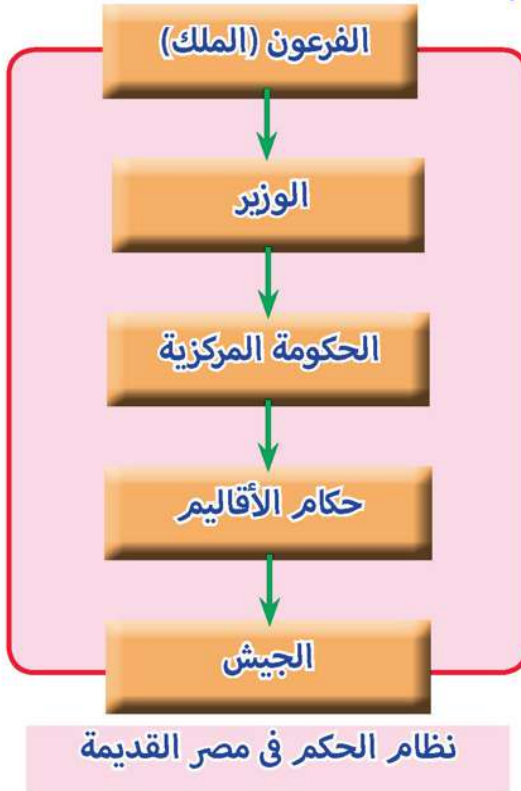 الفرعون (الملك)
الوزير
الحكومة المركزية
حكام الأقاليم
الجيش
نظام الحكم فى مصر القديمة